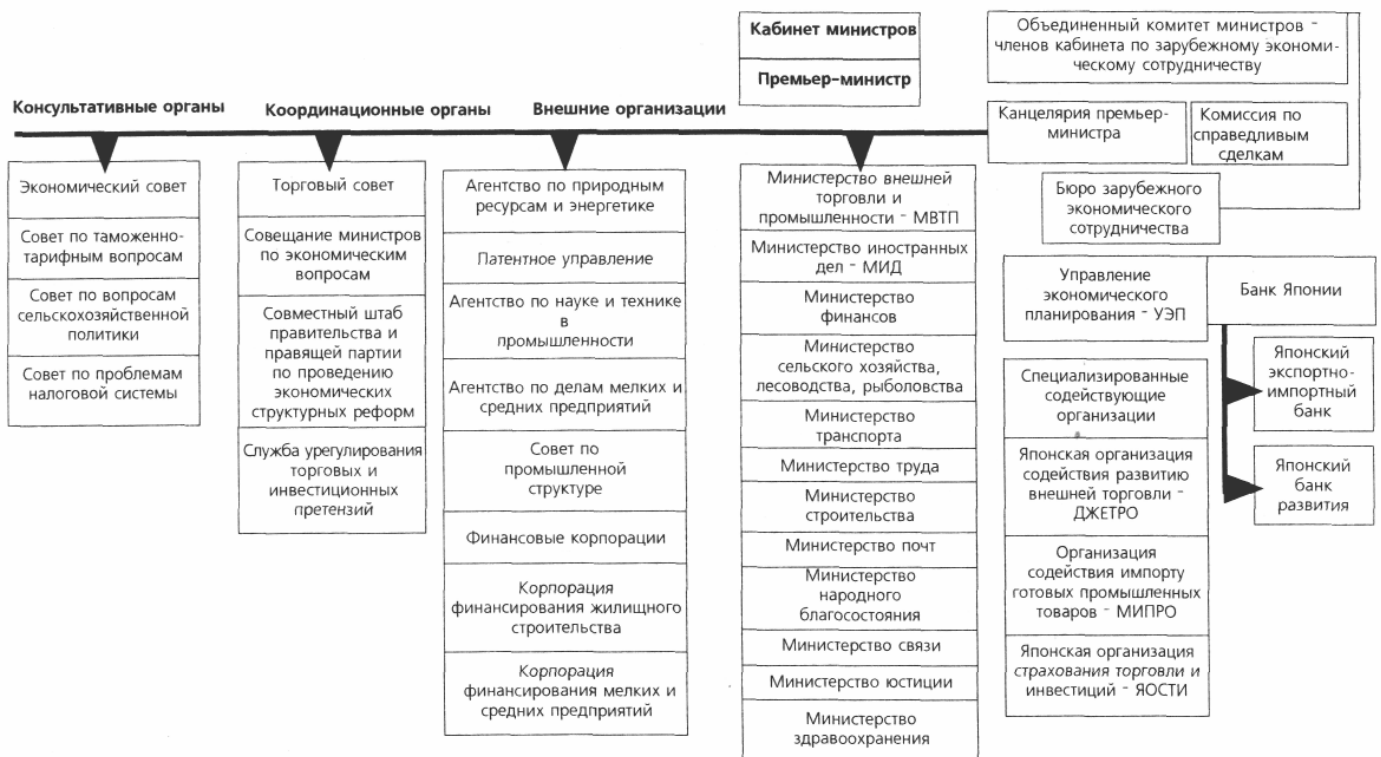 Кабинет министров
Премьер-министр
Объединенный комитет министров -
членов кабинета по зарубежному экономи-
ческому сотрудничеству
Консультативные органы
Координационные органы
Внешние организации
Канцелярия премьер-
министра
Комиссия по
справедливым
сделкам
Экономический совет
Совет по таможенно-
тарифным вопросам
Совет по вопросам
сельскохозяйственной
политики
Совет по проблемам
налоговой системы
Торговый совет
Совещание министров
по экономическим
вопросам
Совместный штаб
правительства и
правящей партии
по проведению
экономических
структурных реформ
Служба урегулирования
торговых и
инвестиционных
претензий
Агентство по природным
ресурсам и энергетике
Патентное управление
Агентство по науке и технике
в
промышленности
Агентство по делам мелких и
средних предприятий
Совет по
промышленной
структуре
Финансовые корпорации
Корпорация
финансирования жилищного
строительства
Корпорация
финансирования мелких и
средних предприятий
Министерство внешней
торговли и
промышленности - МВТП
Министерство иностранных
дел - МИД
Министерство
финансов
Министерство
сельского хозяйства,
лесоводства, рыболовства
Министерство
транспорта
Министерство труда
Министерство
строительства
Министерство почт
Министерство
народного
благосостояния
Министерство связи
Министерство юстиции
Министерство
здравоохранения
Бюро зарубежного
экономического
сотрудничества
Управление
экономического
планирования - УЭП
Банк Японии
Специализированные
содействующие
организации
Японская организация
содействия развитию
внешней торговли -
ДЖЕТРО
Организация
содействия импорту
готовых промышленных
товаров - МИПРО
Японская организация
страхования торговли и
инвестиций - ЯОСТИ
Японский
экспортно-
импортный
банк
Японский
банк
развития